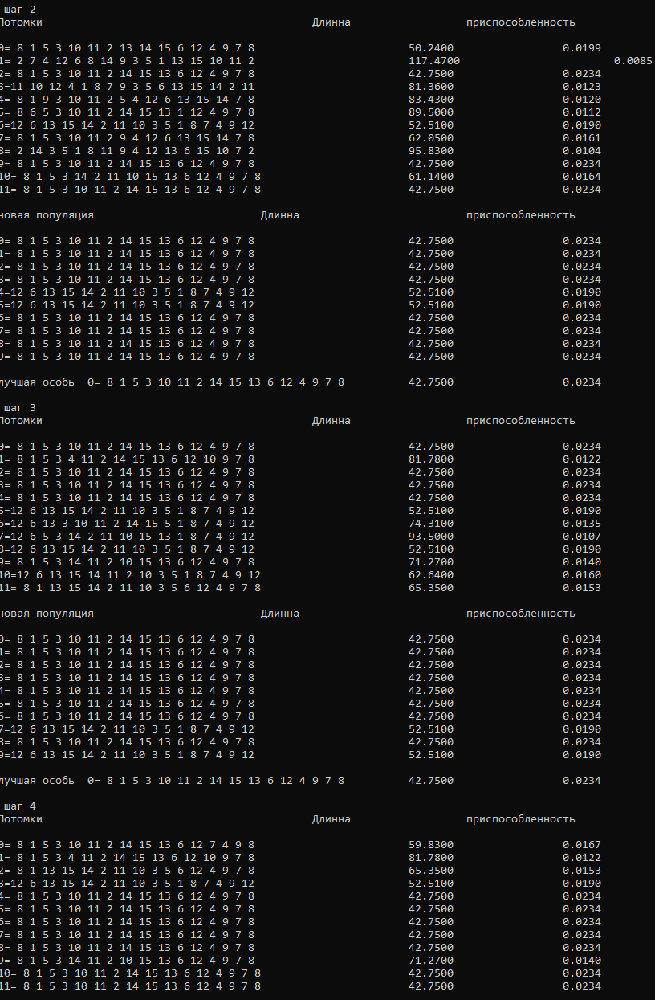 шаг 2
Потомки Длинна приспособленность
0= 8 1 5 3 10 11 2 13 14 15 6 12 4 9 7 8 50.2400 0.0199
1= 2 7 4 12 6 8 14 9 3 5 1 13 15 10 11 2 117.4700 0.0085
2= 8 1 5 3 10 11 2 14 15 13 6 12 4 9 7 8 42.7500 0.0234
3=11 10 12 4 1 8 7 9 3 5 6 13 15 14 2 11 81.3600 0.0123
4= 8 1 9 3 10 11 2 5 4 12 6 13 15 14 7 8 83.4300 0.0120
5= 8 6 5 3 10 11 2 14 15 13 1 12 4 9 7 8 89.5000 0.0112
6=12 6 13 15 14 2 11 10 3 5 1 8 7 4 9 12 52.5100 0.0190
7= 8 1 5 3 10 11 2 9 4 12 6 13 15 14 7 8 62.0500 0.0161
8= 2 14 3 5 1 8 11 9 4 12 13 6 15 10 7 2 95.8300 0.0104
9= 8 1 5 3 10 11 2 14 15 13 6 12 4 9 7 8 42.7500 0.0234
10= 8 1 5 3 14 2 11 10 15 13 6 12 4 9 7 8 61.1400 0.0164
11= 8 1 5 3 10 11 2 14 15 13 6 12 4 9 7 8 42.7500 0.0234
новая популяция Длинна приспособленность
0= 8 1 5 3 10 11 2 14 15 13 6 12 4 9 7 8 42.7500 0.0234
1= 8 1 5 3 10 11 2 14 15 13 6 12 4 9 7 8 42.7500 0.0234
2= 8 1 5 3 10 11 2 14 15 13 6 12 4 9 7 8 42.7500 0.0234
3= 8 1 5 3 10 11 2 14 15 13 6 12 4 9 7 8 42.7500 0.0234
4=12 6 13 15 14 2 11 10 3 5 1 8 7 4 9 12 52.5100 0.0190
5=12 6 13 15 14 2 11 10 3 5 1 8 7 4 9 12 52.5100 0.0190
6= 8 1 5 3 10 11 2 14 15 13 6 12 4 9 7 8 42.7500 0.0234
7= 8 1 5 3 10 11 2 14 15 13 6 12 4 9 7 8 42.7500 0.0234
8= 8 1 5 3 10 11 2 14 15 13 6 12 4 9 7 8 42.7500 0.0234
9= 8 1 5 3 10 11 2 14 15 13 6 12 4 9 7 8 42.7500 0.0234
лучшая особь 0= 8 1 5 3 10 11 2 14 15 13 6 12 4 9 7 8 42.7500 0.0234
шаг 3
Потомки Длинна приспособленность
0= 8 1 5 3 10 11 2 14 15 13 6 12 4 9 7 8 42.7500 0.0234
1= 8 1 5 3 4 11 2 14 15 13 6 12 10 9 7 8 81.7800 0.0122
2= 8 1 5 3 10 11 2 14 15 13 6 12 4 9 7 8 42.7500 0.0234
3= 8 1 5 3 10 11 2 14 15 13 6 12 4 9 7 8 42.7500 0.0234
4= 8 1 5 3 10 11 2 14 15 13 6 12 4 9 7 8 42.7500 0.0234
5=12 6 13 15 14 2 11 10 3 5 1 8 7 4 9 12 52.5100 0.0190
6=12 6 13 3 10 11 2 14 15 5 1 8 7 4 9 12 74.3100 0.0135
7=12 6 5 3 14 2 11 10 15 13 1 8 7 4 9 12 93.5000 0.0107
8=12 6 13 15 14 2 11 10 3 5 1 8 7 4 9 12 52.5100 0.0190
9= 8 1 5 3 14 11 2 10 15 13 6 12 4 9 7 8 71.2700 0.0140
10=12 6 13 15 14 11 2 10 3 5 1 8 7 4 9 12 62.6400 0.0160
11= 8 1 13 15 14 2 11 10 3 5 6 12 4 9 7 8 65.3500 0.0153
новая популяция Длинна приспособленность
0= 8 1 5 3 10 11 2 14 15 13 6 12 4 9 7 8 42.7500 0.0234
1= 8 1 5 3 10 11 2 14 15 13 6 12 4 9 7 8 42.7500 0.0234
2= 8 1 5 3 10 11 2 14 15 13 6 12 4 9 7 8 42.7500 0.0234
3= 8 1 5 3 10 11 2 14 15 13 6 12 4 9 7 8 42.7500 0.0234
4= 8 1 5 3 10 11 2 14 15 13 6 12 4 9 7 8 42.7500 0.0234
5= 8 1 5 3 10 11 2 14 15 13 6 12 4 9 7 8 42.7500 0.0234
6= 8 1 5 3 10 11 2 14 15 13 6 12 4 9 7 8 42.7500 0.0234
7=12 6 13 15 14 2 11 10 3 5 1 8 7 4 9 12 52.5100 0.0190
8= 8 1 5 3 10 11 2 14 15 13 6 12 4 9 7 8 42.7500 0.0234
9=12 6 13 15 14 2 11 10 3 5 1 8 7 4 9 12 52.5100 0.0190
лучшая особь 0= 8 1 5 3 10 11 2 14 15 13 6 12 4 9 7 8 42.7500 0.0234
шаг 4
Потомки Длинна приспособленность
0= 8 1 5 3 10 11 2 14 15 13 6 12 7 4 9 8 59.8300 0.0167
1= 8 1 5 3 4 11 2 14 15 13 6 12 10 9 7 8 81.7800 0.0122
2= 8 1 13 15 14 2 11 10 3 5 6 12 4 9 7 8 65.3500 0.0153
3=12 6 13 15 14 2 11 10 3 5 1 8 7 4 9 12 52.5100 0.0190
4= 8 1 5 3 10 11 2 14 15 13 6 12 4 9 7 8 42.7500 0.0234
5= 8 1 5 3 10 11 2 14 15 13 6 12 4 9 7 8 42.7500 0.0234
6= 8 1 5 3 10 11 2 14 15 13 6 12 4 9 7 8 42.7500 0.0234
7= 8 1 5 3 10 11 2 14 15 13 6 12 4 9 7 8 42.7500 0.0234
8= 8 1 5 3 10 11 2 14 15 13 6 12 4 9 7 8 42.7500 0.0234
9= 8 1 5 3 14 11 2 10 15 13 6 12 4 9 7 8 71.2700 0.0140
10= 8 1 5 3 10 11 2 14 15 13 6 12 4 9 7 8 42.7500 0.0234
11= 8 1 5 3 10 11 2 14 15 13 6 12 4 9 7 8 42.7500 0.0234